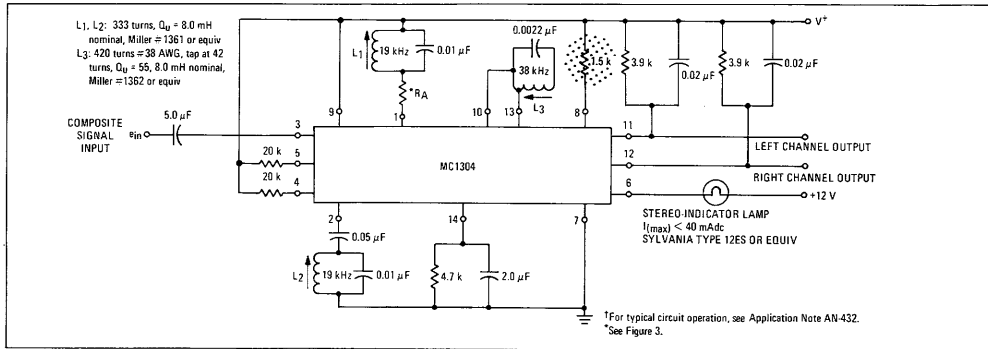 L1, L2: 333 turns, QU = 8.0 mH
nominal, Miller #1361 or equiv
L3: 420 turns #38 AWG, tap at 42
turns, QU = 55, 8.0 mH nominal,
Miller #1362 or equiv
V+
L1
19 kHz
0.01 μF
*RA
0.0022 μF
38 kHz
L3
1.5 k
3.9 k
0.02 μF
3.9 k
0.02 μF
9
1
10
13
8
COMPOSITE
SIGNAL
INPUT
ein
5.0 μF
3
20 k
5
20 k
4
MC1304
11
LEFT CHANNEL OUTPUT
12
RIGHT CHANNEL OUTPUT
6
+12 V
STEREO-INDICATOR LAMP
I(max) < 40 mAdc
SYLVANIA TYPE 12ES OR EQUIV
2
14
7
0.05 μF
L2
19 kHz
0.01 μF
4.7 k
2.0 μF
†For typical circuit operation, see Application Note AN-432.
*See Figure 3.